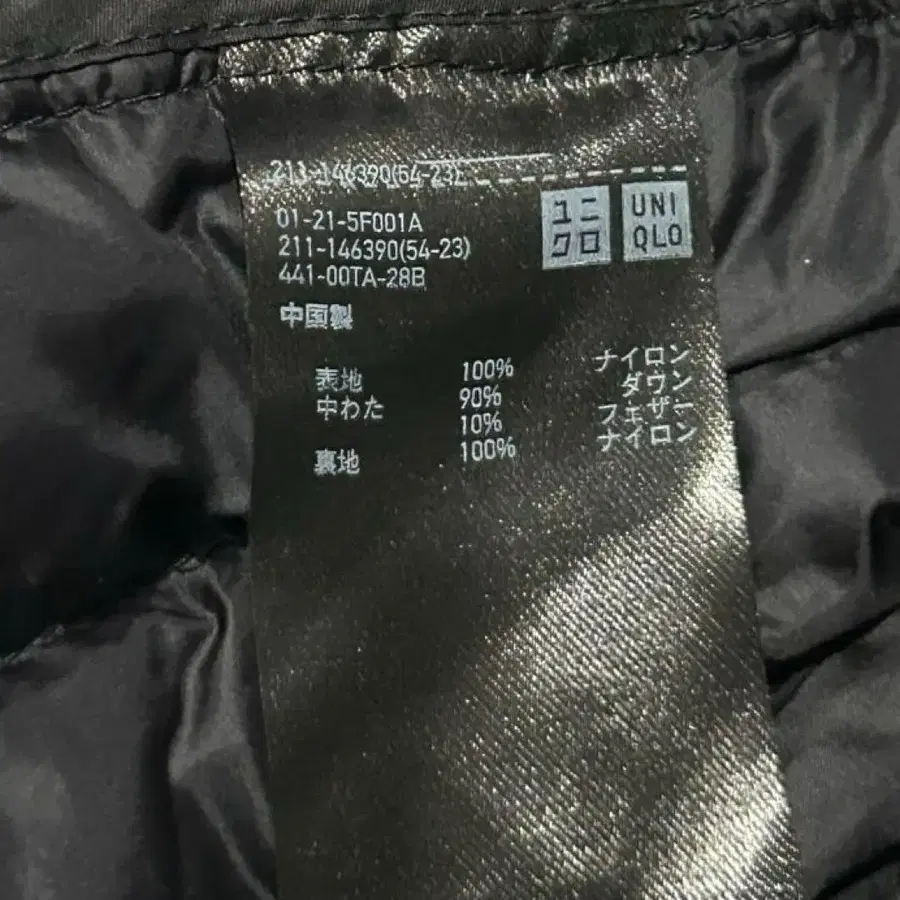 211-146390(54-23)
01-21-5F001A
211-146390(54-23)
441-00TA-28B
ユニ
クロ
UNI
QLO
中国製
表地 100% ナイロン
中わた 90% ダウン
10% フェザー
裏地 100% ナイロン